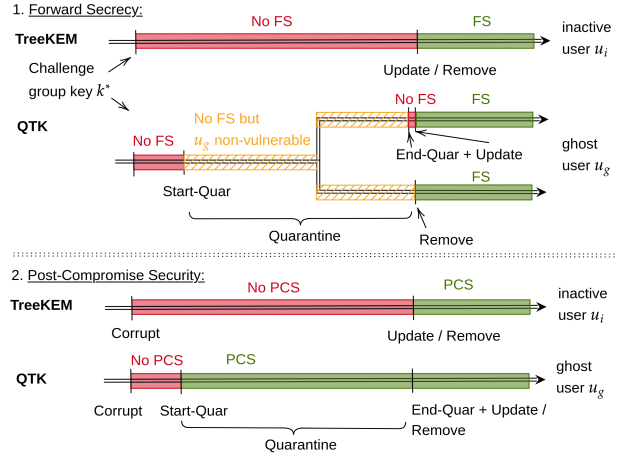 1. Forward Secrecy:
No FS
FS
TreeKEM
inactive
user u_i
Challenge
group key k*
Update / Remove
No FS
FS
QTK
No FS but
u_g non-vulnerable
No FS
End-Quar + Update
ghost
user u_g
Start-Quar
FS
Quarantine
Remove
2. Post-Compromise Security:
No PCS
PCS
TreeKEM
inactive
user u_i
Corrupt
Update / Remove
No PCS
PCS
QTK
ghost
user u_g
Corrupt
Start-Quar
End-Quar + Update /
Remove
Quarantine